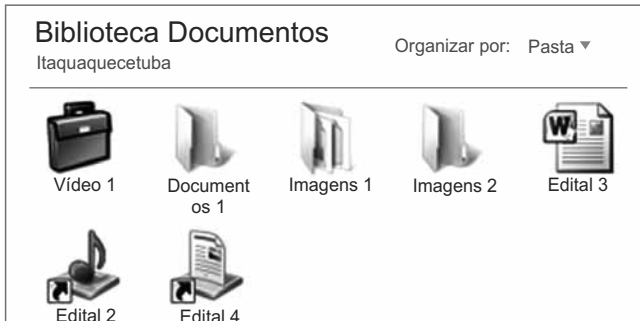 Biblioteca Documentos
Itaquaquecetuba
Organizar por: Pasta ▼
Vídeo 1
Document
os 1
Imagens 1
Imagens 2
Edital 3
W
Edital 2
Edital 4